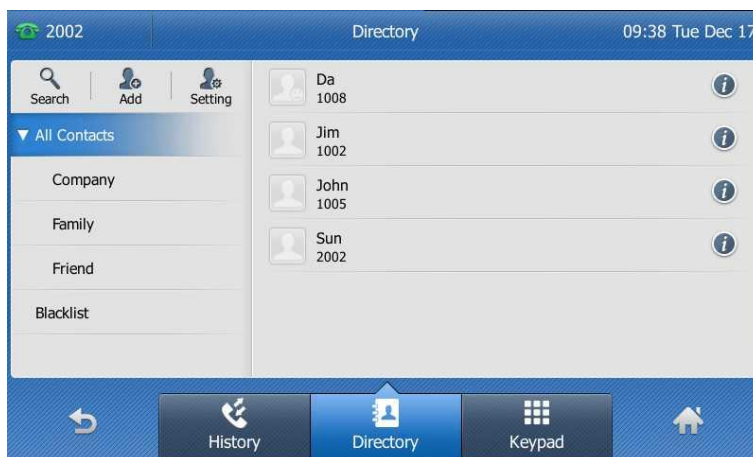 2002
Directory
09:38 Tue Dec 17
Search
Add
Setting
All Contacts
Company
Family
Friend
Blacklist
Da
1008
Jim
1002
John
1005
Sun
2002
History
Directory
Keypad